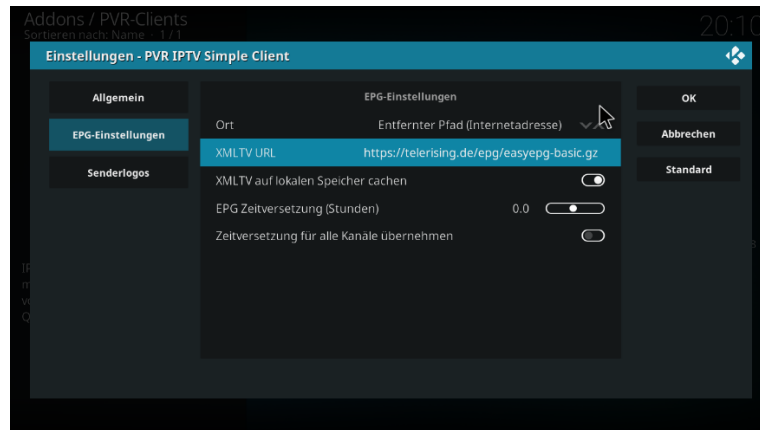 Addons / PVR-Clients
Sortieren nach: Name - 1 / 1
20:10
Einstellungen - PVR IPTV Simple Client
Allgemein
EPG-Einstellungen
Senderlogos
EPG-Einstellungen
Ort Entfernter Pfad (Internetadresse)
XMLTV URL https://telerising.de/epg/easyepg-basic.gz
XMLTV auf lokalen Speicher cachen
EPG Zeitversetzung (Stunden) 0.0
Zeitversetzung für alle Kanäle übernehmen
OK
Abbrechen
Standard